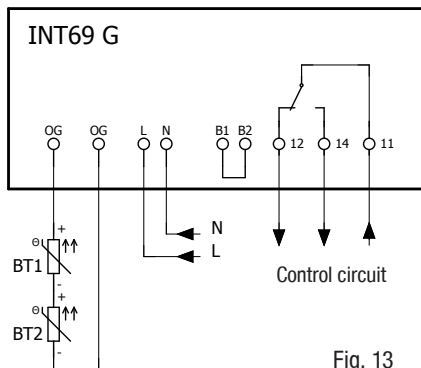 INT69 G
OG OG L N B1 B2 12 14 11
+
ϑ
BT1
-
+
ϑ
BT2
-
N
L
Control circuit
Fig. 13